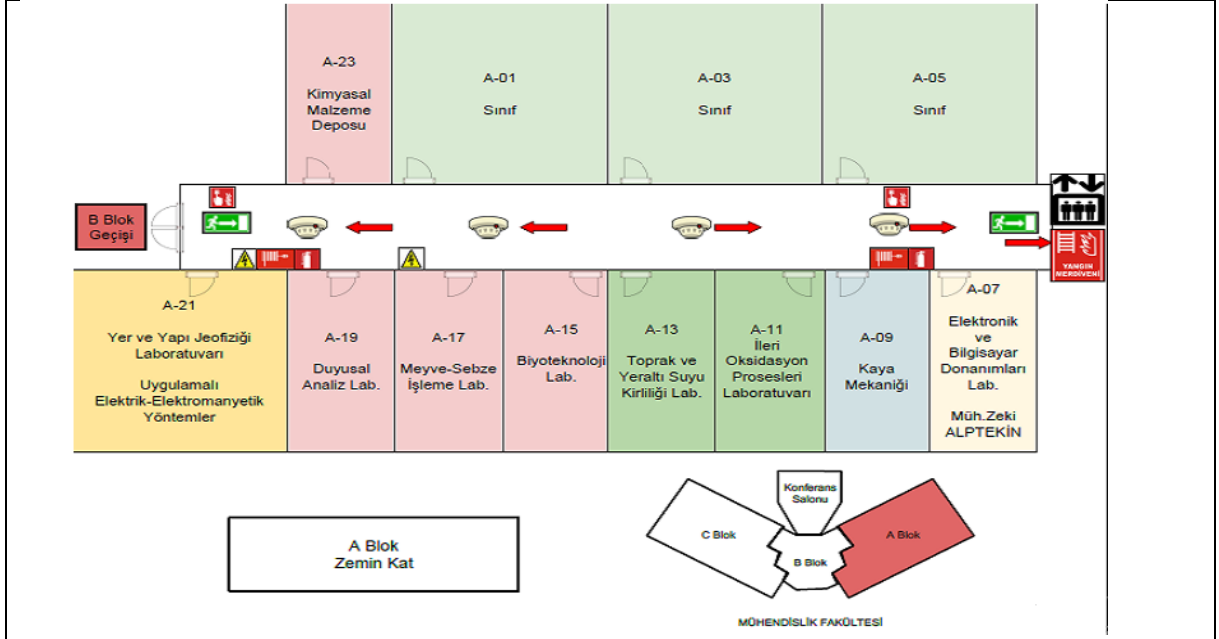 A-23
Kimyasal
Malzeme
Deposu
A-01
Sınıf
A-03
Sınıf
A-05
Sınıf
B Blok
Geçişi
YANGIN
MERDİVENİ
A-21
Yer ve Yapı Jeofiziği
Laboratuvarı
Uygulamalı
Elektrik-Elektromanyetik
Yöntemler
A-19
Duyusal
Analiz Lab.
A-17
Meyve-Sebze
İşleme Lab.
A-15
Biyoteknoloji
Lab.
A-13
Toprak ve
Yeraltı Suyu
Kirliliği Lab.
A-11
İleri
Oksidasyon
Prosesleri
Laboratuvarı
A-09
Kaya
Mekaniği
A-07
Elektronik
ve
Bilgisayar
Donanımları
Lab.
Müh.Zeki
ALPTEKİN
A Blok
Zemin Kat
Konferans
Salonu
C Blok
B Blok
A Blok
MÜHENDİSLİK FAKÜLTESİ